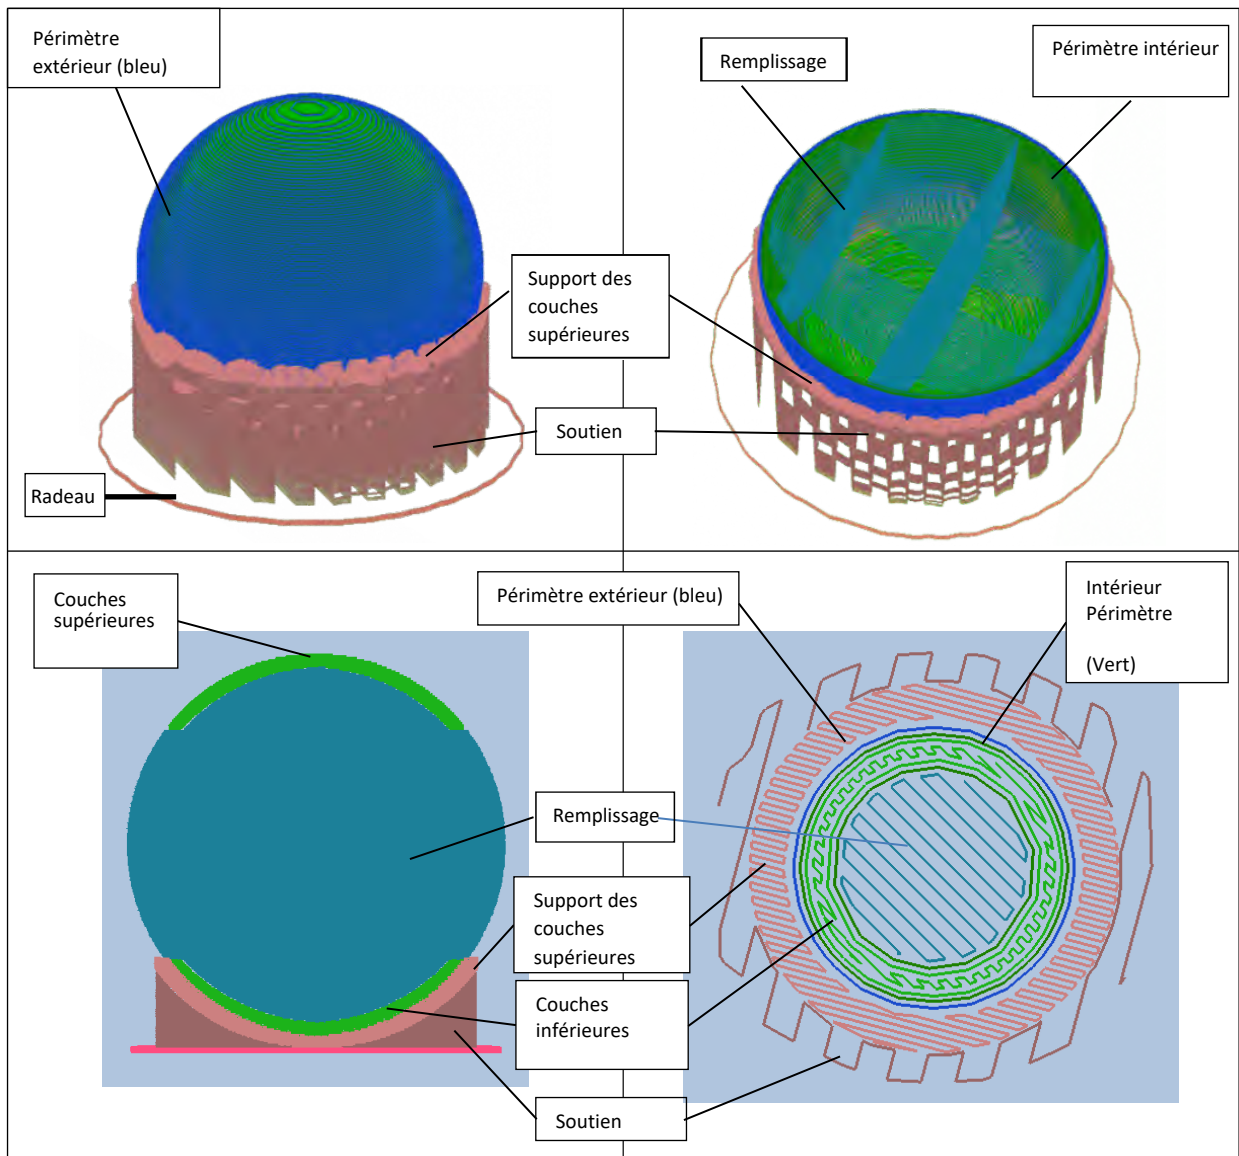 Périmètre
extérieur (bleu)
Remplissage
Périmètre intérieur
Support des
couches
supérieures
Soutien
Radeau
Couches
supérieures
Périmètre extérieur (bleu)
Intérieur
Périmètre
(Vert)
Remplissage
Support des
couches
supérieures
Couches
inférieures
Soutien